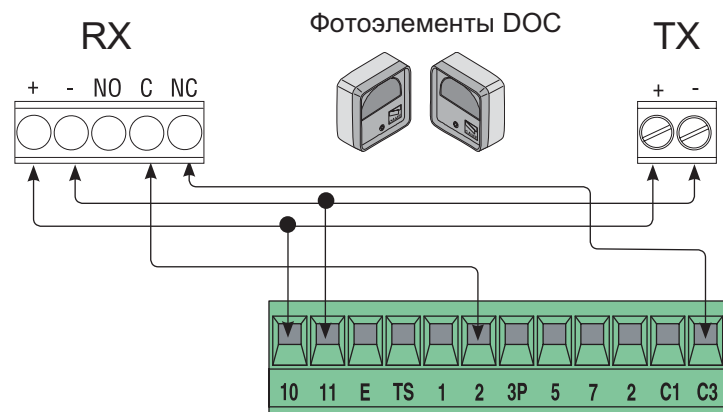 Фотоэлементы DOC
RX
TX
+ - NO C NC
+ -
10 11 E TS 1 2 3P 5 7 2 C1 C3